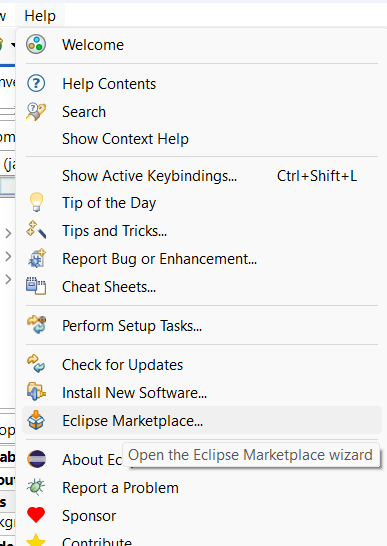 Help
Welcome
Help Contents
Search
Show Context Help
Show Active Keybindings... Ctrl+Shift+L
Tip of the Day
Tips and Tricks...
Report Bug or Enhancement...
Cheat Sheets...
Perform Setup Tasks...
Check for Updates
Install New Software...
Eclipse Marketplace...
About Ec
Open the Eclipse Marketplace wizard
Report a Problem
Sponsor
Contribute